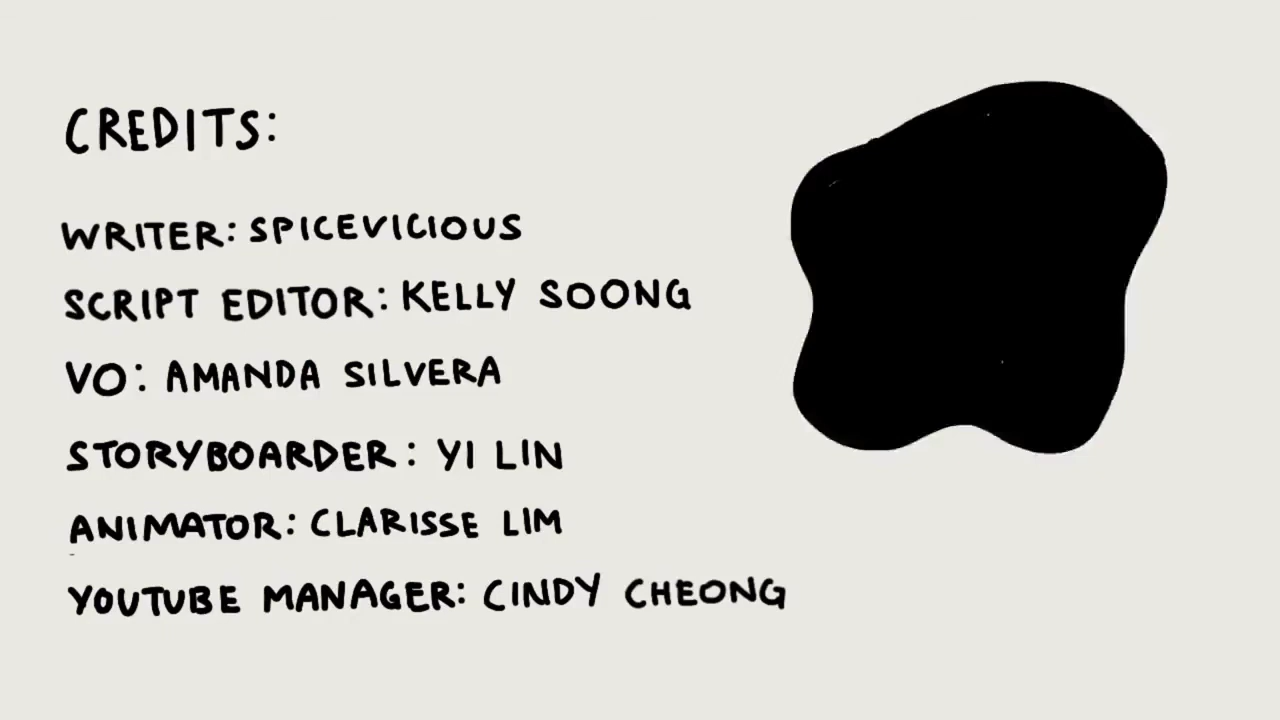 CREDITS:
WRITER: SPICEVICIOUS
SCRIPT EDITOR: KELLY SOONG
VO: AMANDA SILVERA
STORYBOARDER: YI LIN
ANIMATOR: CLARISSE LIM
YOUTUBE MANAGER: CINDY CHEONG